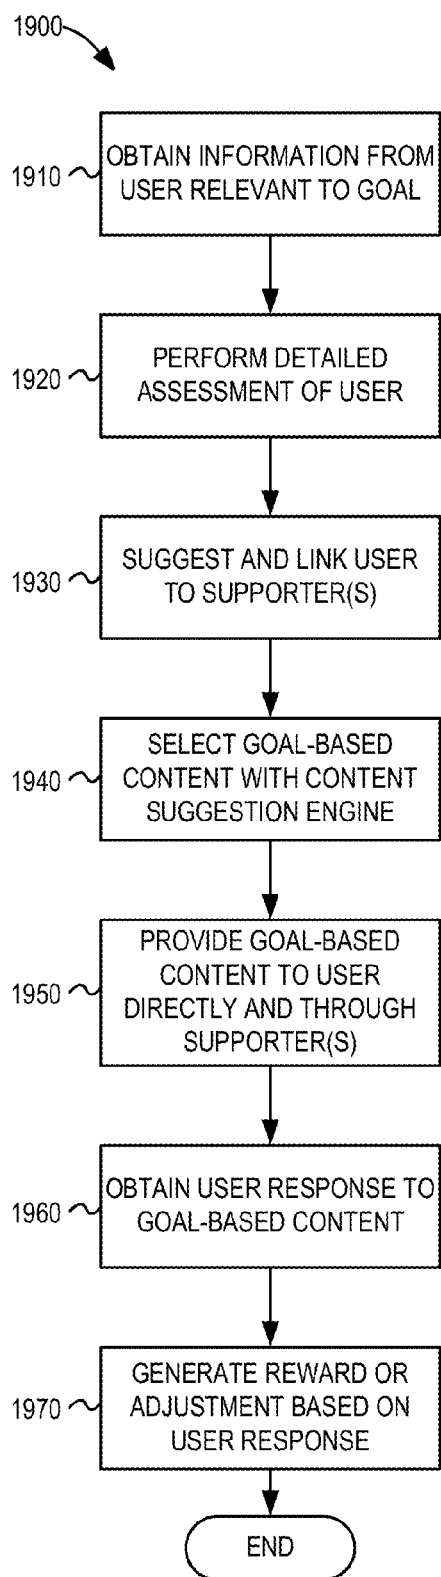 1900
1910
OBTAIN INFORMATION FROM
USER RELEVANT TO GOAL
1920
PERFORM DETAILED
ASSESSMENT OF USER
1930
SUGGEST AND LINK USER
TO SUPPORTER(S)
1940
SELECT GOAL-BASED
CONTENT WITH CONTENT
SUGGESTION ENGINE
1950
PROVIDE GOAL-BASED
CONTENT TO USER
DIRECTLY AND THROUGH
SUPPORTER(S)
1960
OBTAIN USER RESPONSE TO
GOAL-BASED CONTENT
1970
GENERATE REWARD OR
ADJUSTMENT BASED ON
USER RESPONSE
END